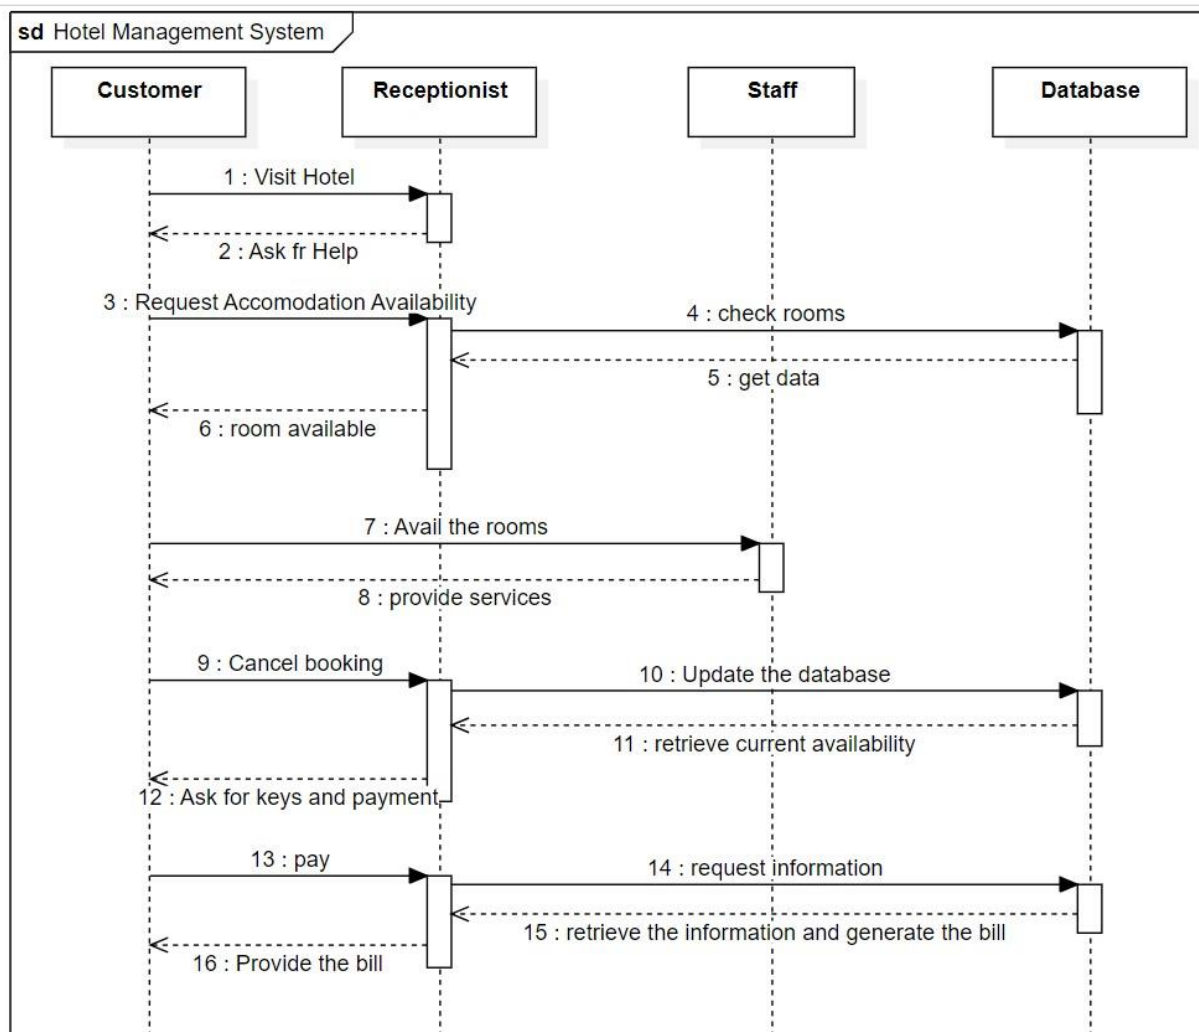 sd Hotel Management System
Customer
Receptionist
Staff
Database
1 : Visit Hotel
2 : Ask fr Help
3 : Request Accomodation Availability
4 : check rooms
5 : get data
6 : room available
7 : Avail the rooms
8 : provide services
9 : Cancel booking
10 : Update the database
11 : retrieve current availability
12 : Ask for keys and payment
13 : pay
14 : request information
15 : retrieve the information and generate the bill
16 : Provide the bill